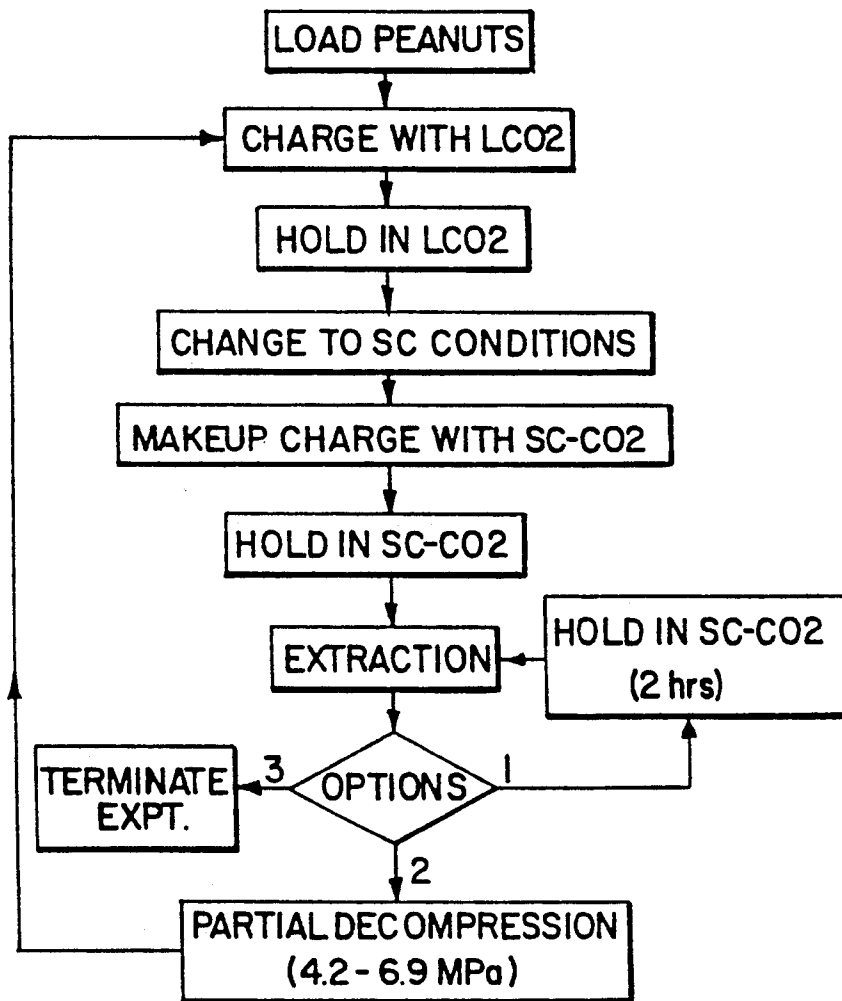 LOAD PEANUTS
CHARGE WITH LCO2
HOLD IN LCO2
CHANGE TO SC CONDITIONS
MAKEUP CHARGE WITH SC-CO2
HOLD IN SC-CO2
EXTRACTION
HOLD IN SC-CO2
(2 hrs)
OPTIONS
1
3
TERMINATE
EXPT.
2
PARTIAL DECOMPRESSION
(4.2-6.9 MPa)